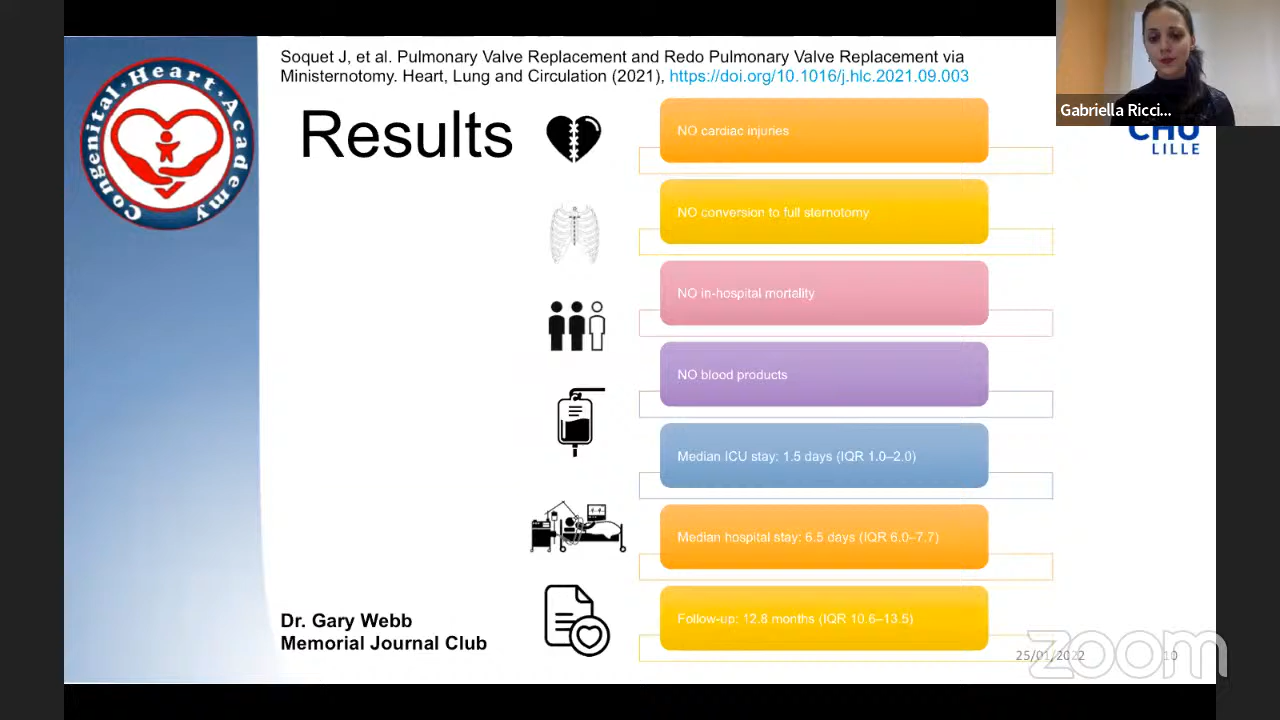 Soquet J, et al. Pulmonary Valve Replacement and Redo Pulmonary Valve Replacement via
Ministernotomy. Heart, Lung and Circulation (2021), https://doi.org/10.1016/j.hlc.2021.09.003
Gabriella Ricci...
CHU
LILLE
Congenital Heart Academy
Results
NO cardiac injuries
NO conversion to full sternotomy
NO in-hospital mortality
NO blood products
Median ICU stay: 1.5 days (IQR 1.0–2.0)
Median hospital stay: 6.5 days (IQR 6.0–7.7)
Follow-up: 12.8 months (IQR 10.6–13.5)
Dr. Gary Webb
Memorial Journal Club
25/01/2022
10
zoom